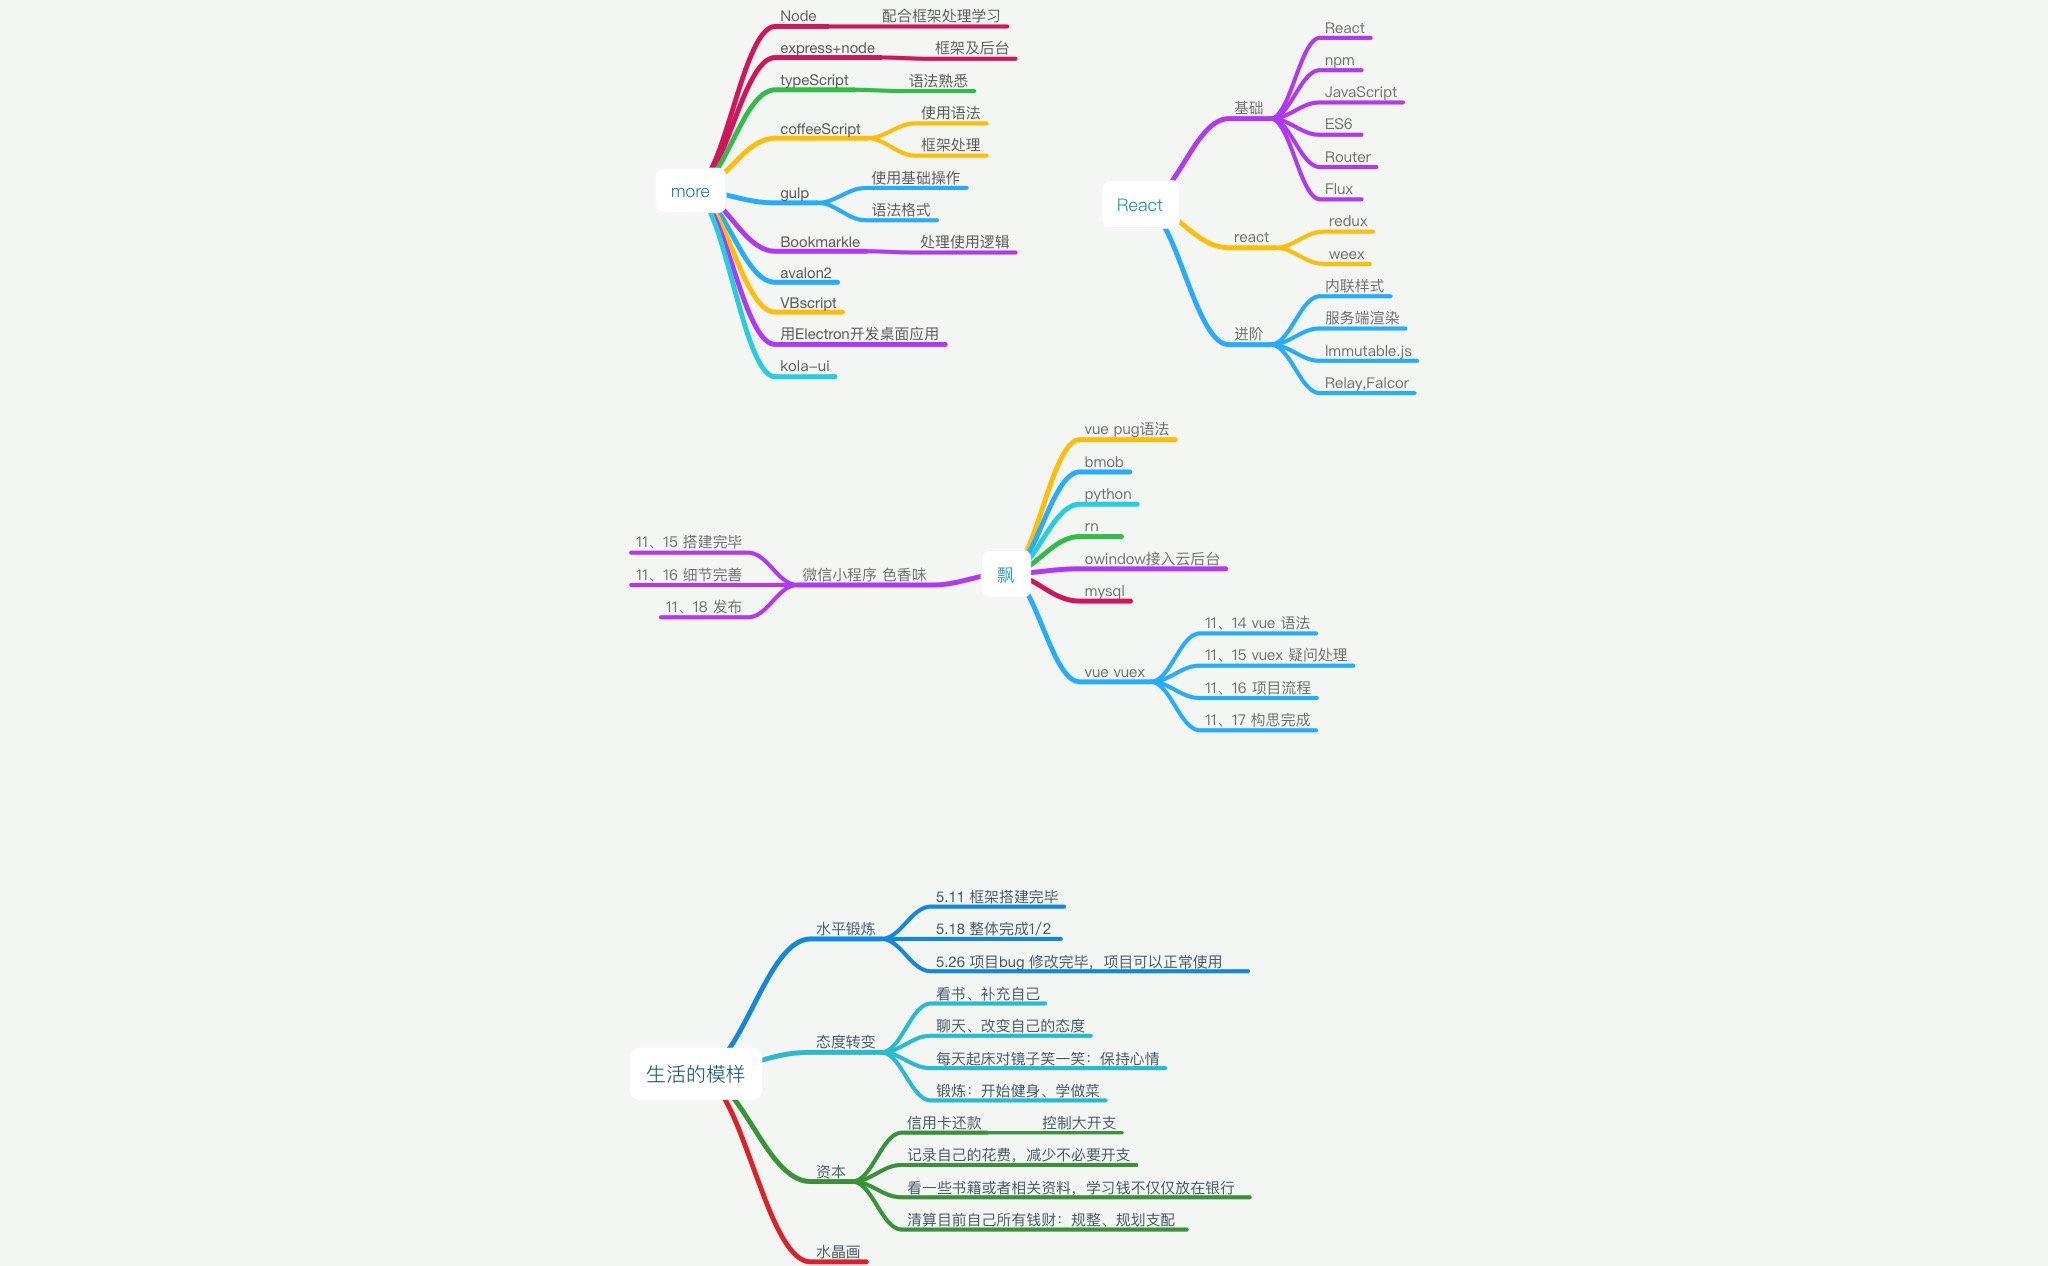 more
Node
配合框架处理学习
express+node
框架及后台
typeScript
语法熟悉
coffeeScript
使用语法
框架处理
gulp
使用基础操作
语法格式
Bookmarkle
处理使用逻辑
avalon2
VBscript
用Electron开发桌面应用
kola-ui
React
基础
React
npm
JavaScript
ES6
Router
Flux
react
redux
weex
进阶
内联样式
服务端渲染
Immutable.js
Relay,Falcor
飘
vue pug语法
bmob
python
rn
owindow接入云后台
mysql
vue vuex
11、14 vue 语法
11、15 vuex 疑问处理
11、16 项目流程
11、17 构思完成
微信小程序 色香味
11、15 搭建完毕
11、16 细节完善
11、18 发布
生活的模样
水平锻炼
5.11 框架搭建完毕
5.18 整体完成1/2
5.26 项目bug 修改完毕，项目可以正常使用
态度转变
看书、补充自己
聊天、改变自己的态度
每天起床对镜子笑一笑：保持心情
锻炼：开始健身、学做菜
资本
信用卡还款
控制大开支
记录自己的花费，减少不必要开支
看一些书籍或者相关资料，学习钱不仅仅放在银行
清算目前自己所有钱财：规整、规划支配
水晶画